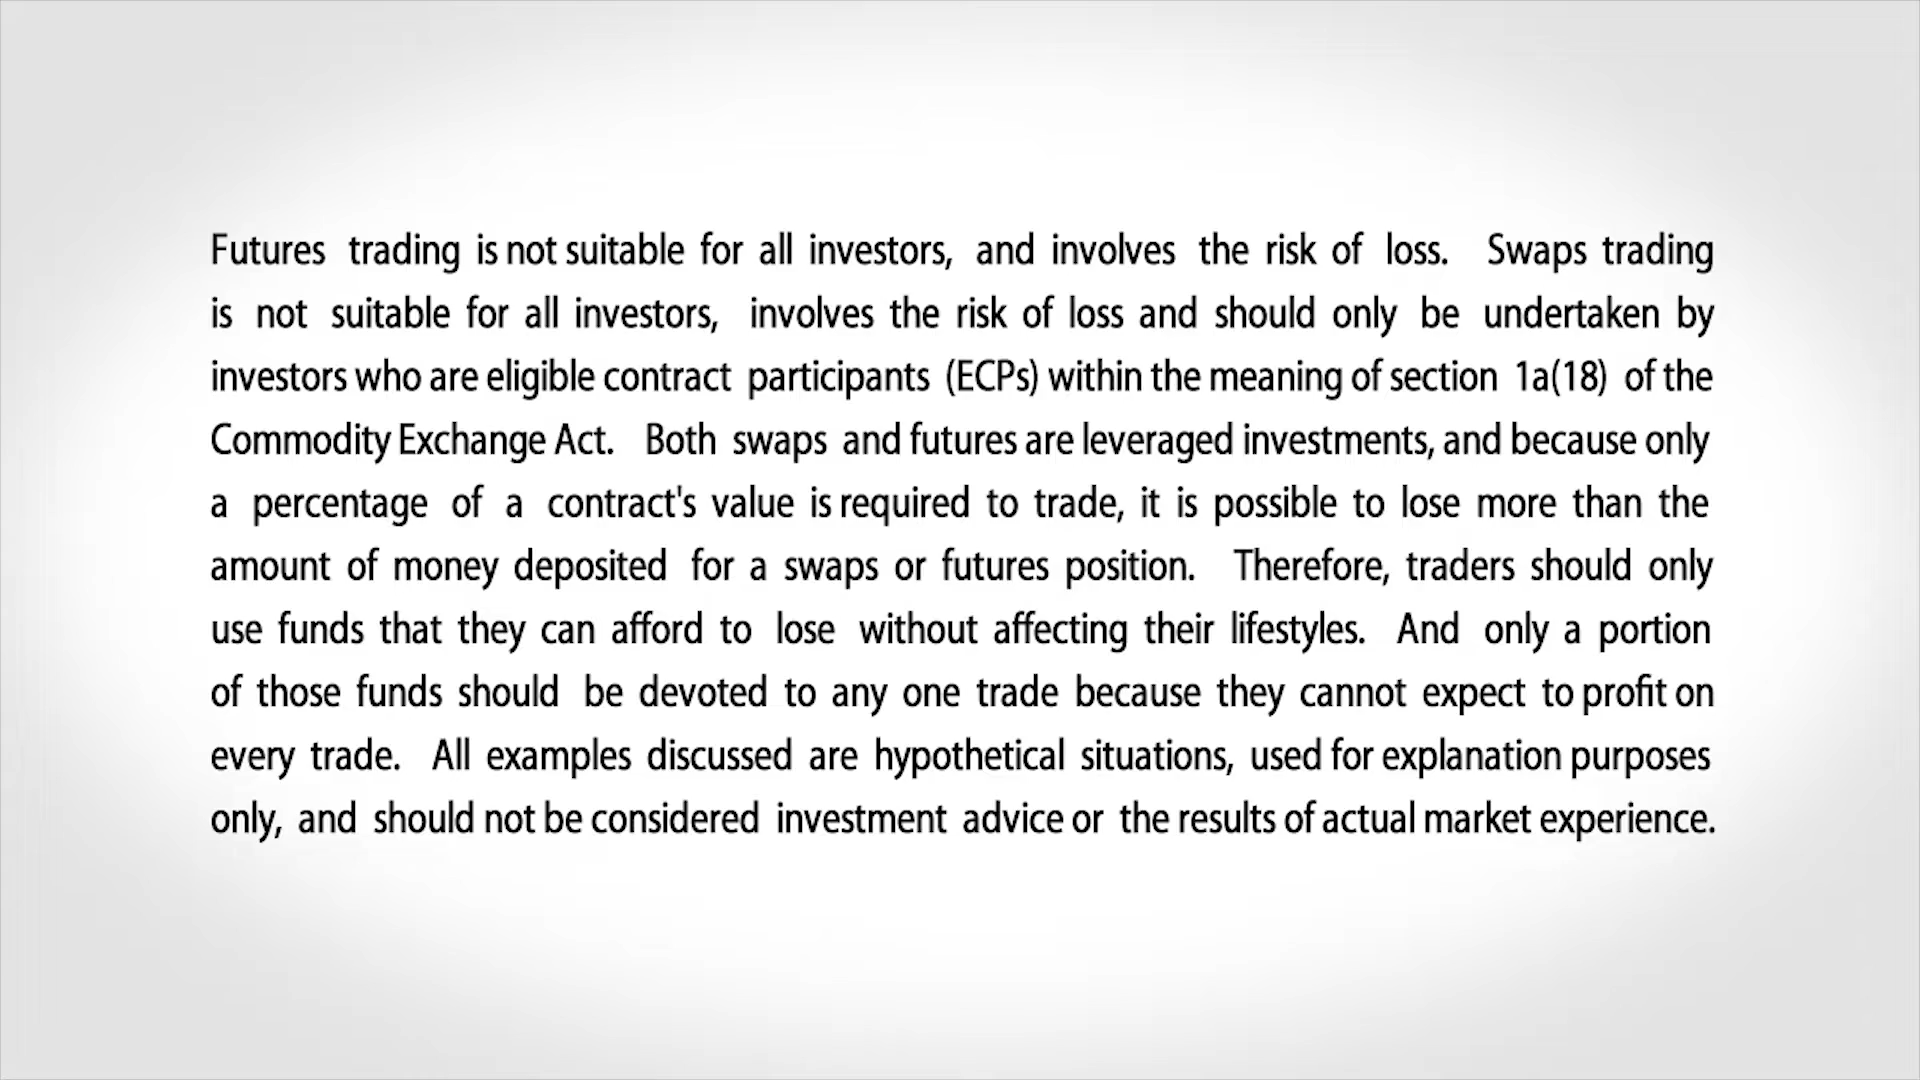 Futures trading is not suitable for all investors, and involves the risk of loss. Swaps trading
is not suitable for all investors, involves the risk of loss and should only be undertaken by
investors who are eligible contract participants (ECPs) within the meaning of section 1a(18) of the
Commodity Exchange Act. Both swaps and futures are leveraged investments, and because only
a percentage of a contract's value is required to trade, it is possible to lose more than the
amount of money deposited for a swaps or futures position. Therefore, traders should only
use funds that they can afford to lose without affecting their lifestyles. And only a portion
of those funds should be devoted to any one trade because they cannot expect to profit on
every trade. All examples discussed are hypothetical situations, used for explanation purposes
only, and should not be considered investment advice or the results of actual market experience.